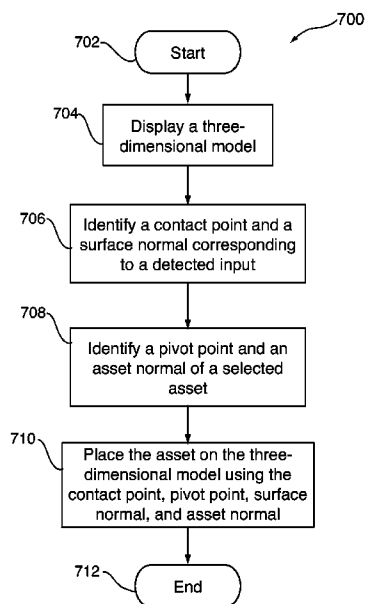 700
702
Start
704
Display a three-
dimensional model
706
Identify a contact point and a
surface normal corresponding
to a detected input
708
Identify a pivot point and an
asset normal of a selected
asset
710
Place the asset on the three-
dimensional model using the
contact point, pivot point, surface
normal, and asset normal
712
End